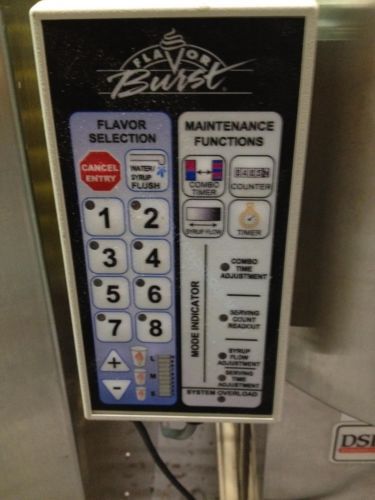 FLAVOR
Burst
FLAVOR
SELECTION
MAINTENANCE
FUNCTIONS
CANCEL
ENTRY
WATER/
SYRUP
FLUSH
COMBO
TIMER
COUNTER
SYRUP FLOW
TIMER
1
2
3
4
5
6
7
8
+
-
L
M
S
MODE INDICATOR
COMBO
TIME
ADJUSTMENT
SERVING
COUNT
READOUT
SYRUP
FLOW
ADJUSTMENT
SERVING
TIME
ADJUSTMENT
SYSTEM OVERLOAD